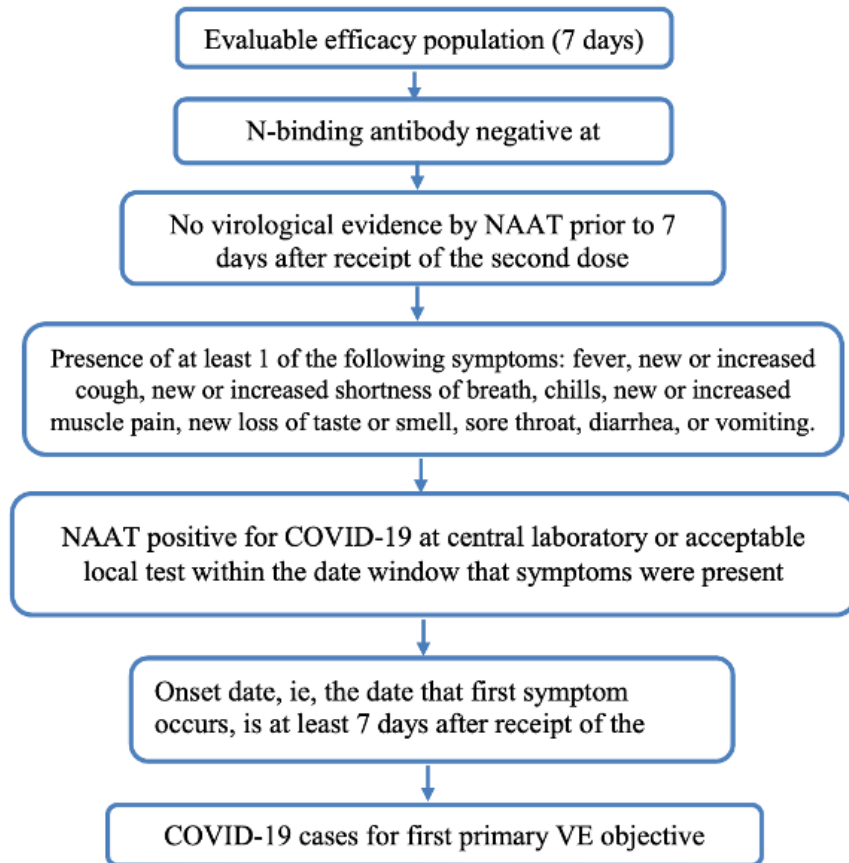 Evaluable efficacy population (7 days)
N-binding antibody negative at
No virological evidence by NAAT prior to 7
days after receipt of the second dose
Presence of at least 1 of the following symptoms: fever, new or increased
cough, new or increased shortness of breath, chills, new or increased
muscle pain, new loss of taste or smell, sore throat, diarrhea, or vomiting.
NAAT positive for COVID-19 at central laboratory or acceptable
local test within the date window that symptoms were present
Onset date, ie, the date that first symptom
occurs, is at least 7 days after receipt of the
COVID-19 cases for first primary VE objective